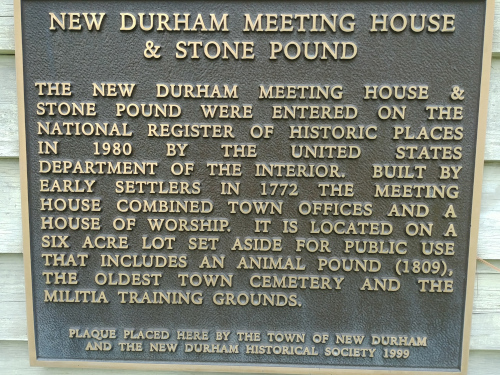 NEW DURHAM MEETING HOUSE
& STONE POUND
THE NEW DURHAM MEETING HOUSE &
STONE POUND WERE ENTERED ON THE
NATIONAL REGISTER OF HISTORIC PLACES
IN 1980 BY THE UNITED STATES
DEPARTMENT OF THE INTERIOR. BUILT BY
EARLY SETTLERS IN 1772 THE MEETING
HOUSE COMBINED TOWN OFFICES AND A
HOUSE OF WORSHIP. IT IS LOCATED ON A
SIX ACRE LOT SET ASIDE FOR PUBLIC USE
THAT INCLUDES AN ANIMAL POUND (1809),
THE OLDEST TOWN CEMETERY AND THE
MILITIA TRAINING GROUNDS.
PLAQUE PLACED HERE BY THE TOWN OF NEW DURHAM
AND THE NEW DURHAM HISTORICAL SOCIETY 1999